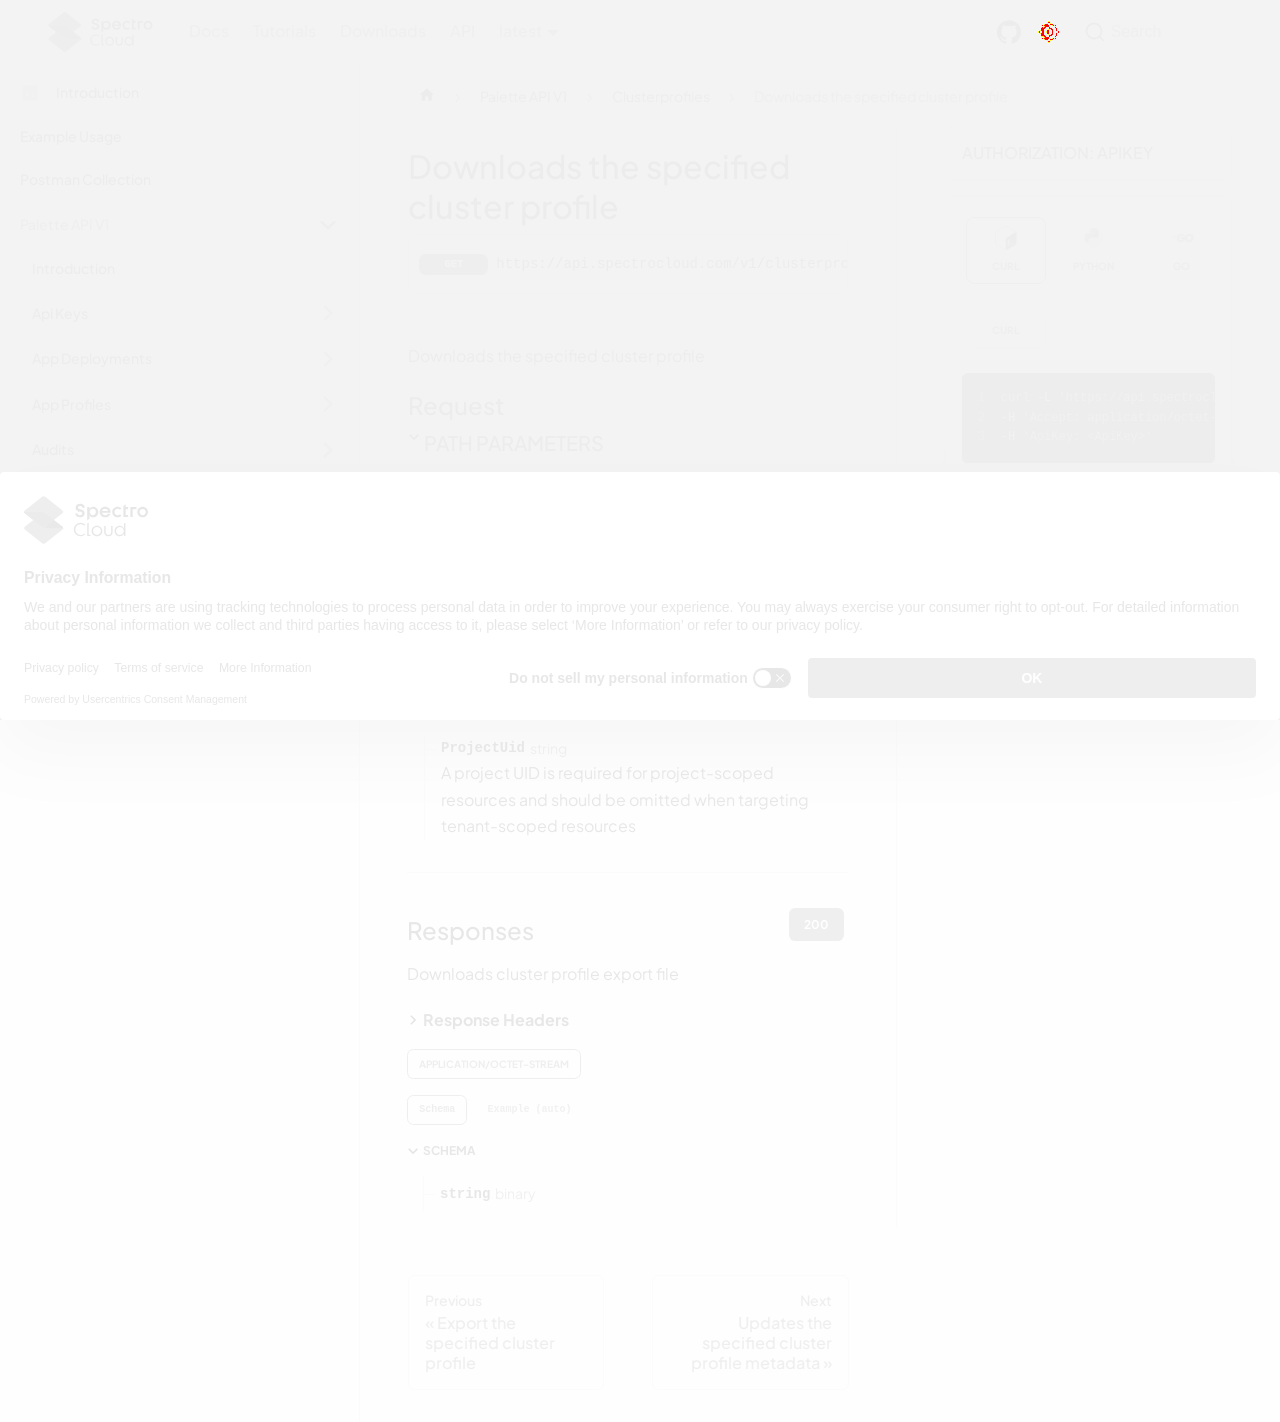 Spectro Cloud
Docs Tutorials Downloads API latest
Search
Introduction
Example Usage
Postman Collection
Palette API V1
Introduction
Api Keys
App Deployments
App Profiles
Audits
Palette API V1
Clusterprofiles
Downloads the specified cluster profile
Downloads the specified
cluster profile
GET https://api.spectrocloud.com/v1/clusterpro
Downloads the specified cluster profile
Request
PATH PARAMETERS
AUTHORIZATION: APIKEY
CURL PYTHON GO
CURL
Spectro
Cloud
Privacy Information
We and our partners are using tracking technologies to process personal data in order to improve your experience. You may always exercise your consumer right to opt-out. For detailed information
about personal information we collect and third parties having access to it, please select 'More Information' or refer to our privacy policy.
Privacy policy Terms of service More Information
Powered by Usercentrics Consent Management
Do not sell my personal information
OK
ProjectUid string
A project UID is required for project-scoped
resources and should be omitted when targeting
tenant-scoped resources
Responses
200
Downloads cluster profile export file
Response Headers
APPLICATION/OCTET-STREAM
Schema Example (auto)
SCHEMA
string binary
Previous
« Export the
specified cluster
profile
Next
Updates the
specified cluster
profile metadata »